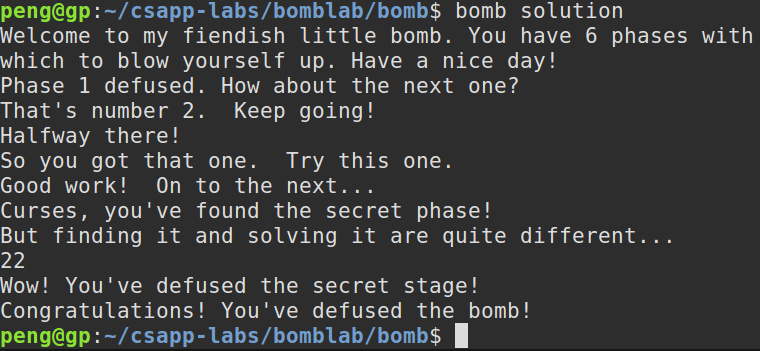 peng@gp:~/csapp-labs/bomblab/bomb$ bomb solution
Welcome to my fiendish little bomb. You have 6 phases with
which to blow yourself up. Have a nice day!
Phase 1 defused. How about the next one?
That's number 2.  Keep going!
Halfway there!
So you got that one.  Try this one.
Good work!  On to the next...
Curses, you've found the secret phase!
But finding it and solving it are quite different...
22
Wow! You've defused the secret stage!
Congratulations! You've defused the bomb!
peng@gp:~/csapp-labs/bomblab/bomb$